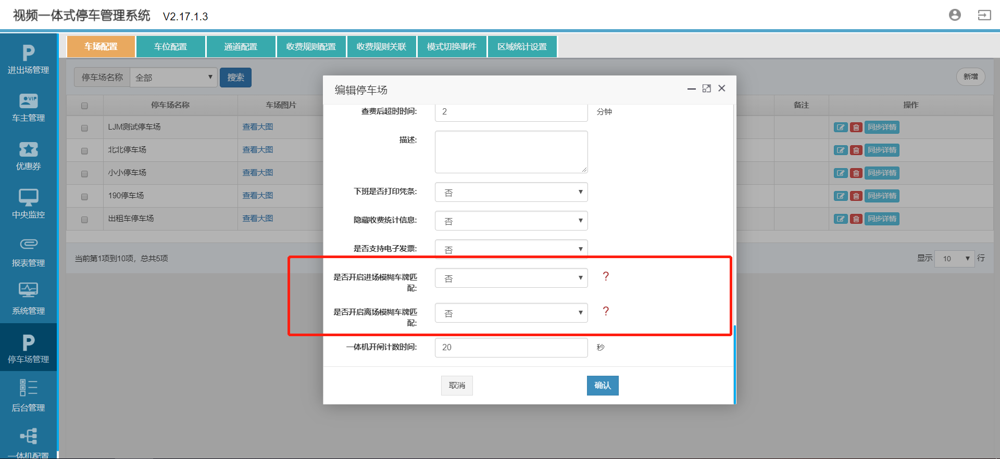 视频一体式停车管理系统 V2.17.1.3
P
进出场管理
VIP
车主管理
优惠券
中央监控
报表管理
系统管理
P
停车场管理
后台管理
一体机配置
车场配置 车位配置 通道配置 收费规则配置 收费规则关联 模式切换事件 区域统计设置
停车场名称 全部 搜索 新增
停车场名称 车场图片 备注 操作
LJM测试停车场 查看大图 同步详情
北北停车场 查看大图 同步详情
小小停车场 查看大图 同步详情
190停车场 查看大图 同步详情
出租车停车场 查看大图 同步详情
当前第1项到10项，总共5项 显示 10 行
编辑停车场
查费后超时时间: 2 分钟
描述:
下班是否打印凭条: 否
隐藏收费统计信息: 否
是否支持电子发票: 否
是否开启进场模糊车牌匹 否 ?
配:
是否开启离场模糊车牌匹 否 ?
配:
一体机开闸计数时间: 20 秒
取消 确认